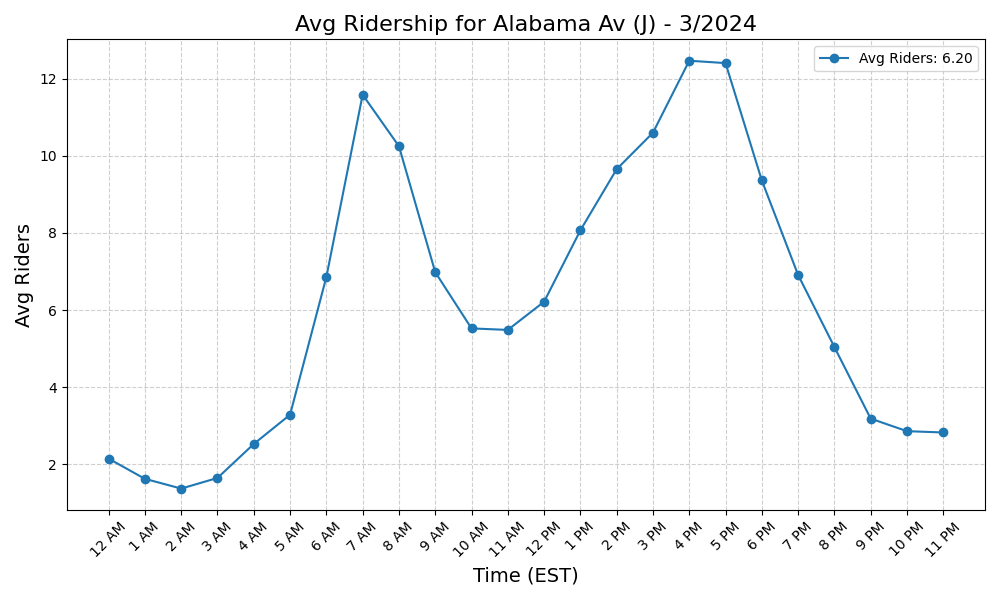 Avg Ridership for Alabama Av (J) - 3/2024
Avg Riders: 6.20
Avg Riders
12
10
8
6
4
2
12 AM
1 AM
2 AM
3 AM
4 AM
5 AM
6 AM
7 AM
8 AM
9 AM
10 AM
11 AM
12 PM
1 PM
2 PM
3 PM
4 PM
5 PM
6 PM
7 PM
8 PM
9 PM
10 PM
11 PM
Time (EST)